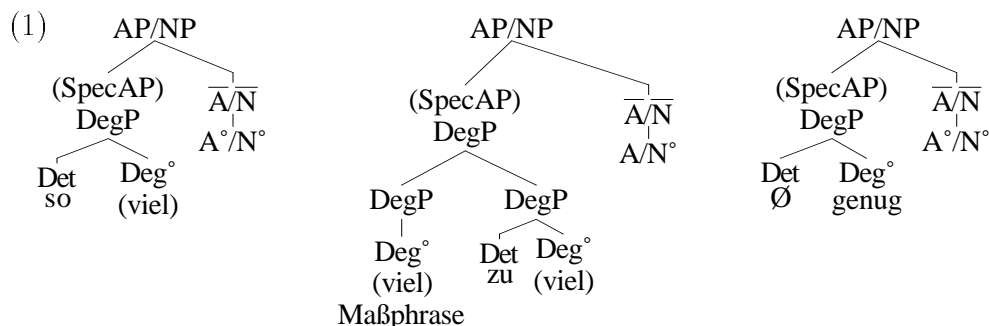 (1)
AP/NP AP/NP AP/NP
(SpecAP) A̅/N̅ (SpecAP) A̅/N̅ (SpecAP) A̅/N̅
DegP A°/N° DegP A/N° DegP A°/N°
Det Deg° DegP DegP Det Deg°
so (viel) Ø genug
Deg° Det Deg°
(viel) zu (viel)
Maßphrase